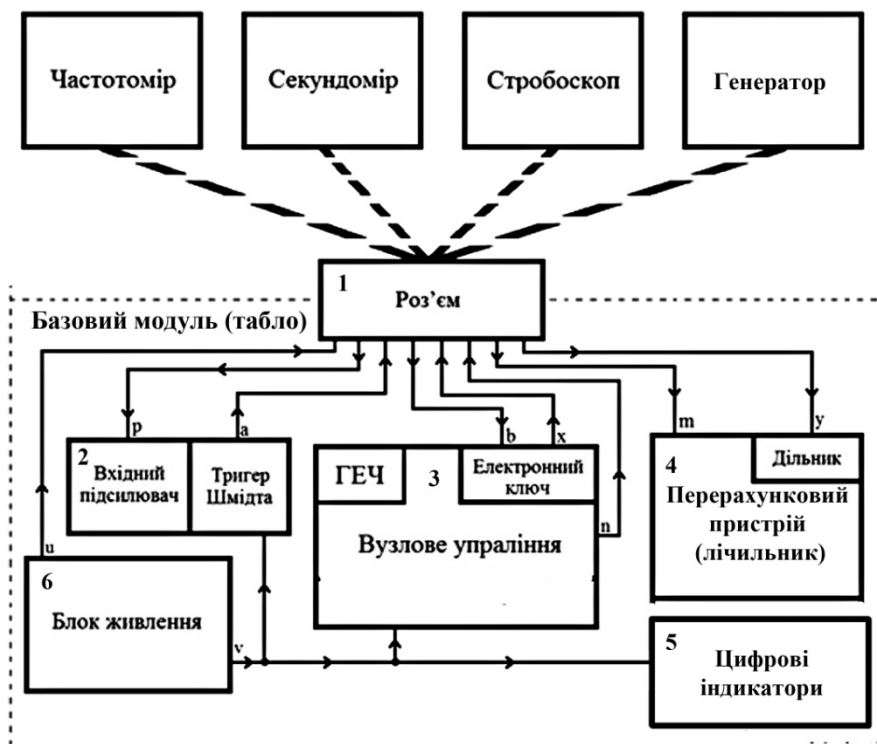 Частотомір
Секундомір
Стробоскоп
Генератор
1
Роз’єм
Базовий модуль (табло)
p
a
b
x
m
y
2
Вхідний
підсилювач
Тригер
Шмідта
ГЕЧ
3
Електронний
ключ
4
Дільник
Перерахунковий
пристрій
(лічильник)
Вузлове упраління
n
u
6
Блок живлення
v
5
Цифрові
індикатори